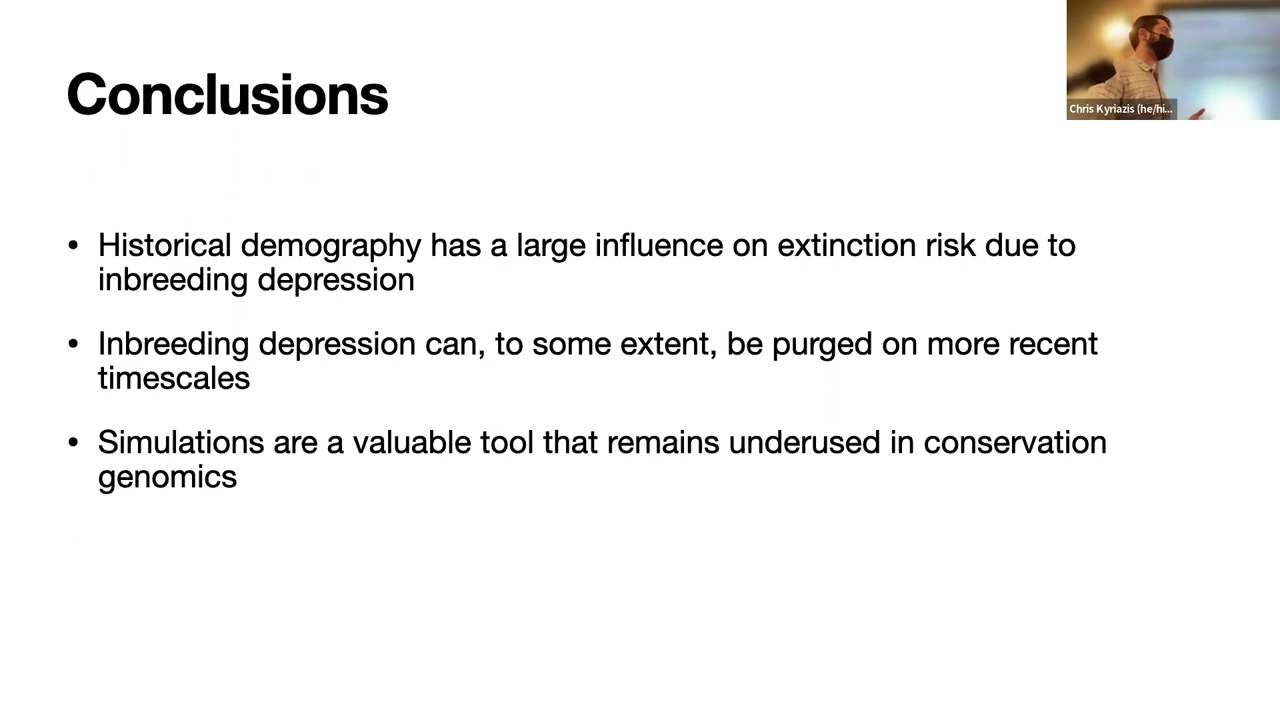 Conclusions
Chris Kyriazis (he/hi...
• Historical demography has a large influence on extinction risk due to
inbreeding depression
• Inbreeding depression can, to some extent, be purged on more recent
timescales
• Simulations are a valuable tool that remains underused in conservation
genomics